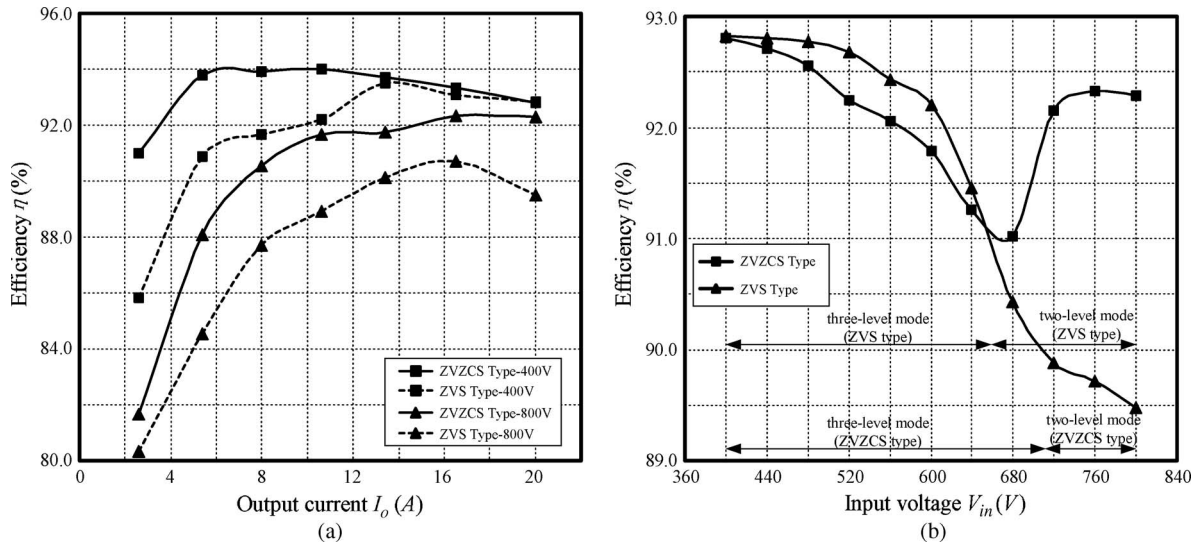 96.0
92.0
88.0
84.0
80.0
Efficiency η (%)
0
4
8
12
16
20
Output current Io (A)
ZVZCS Type-400V
ZVS Type-400V
ZVZCS Type-800V
ZVS Type-800V
(a)
93.0
92.0
91.0
90.0
89.0
Efficiency η (%)
360
440
520
600
680
760
840
Input voltage Vin (V)
ZVZCS Type
ZVS Type
three-level mode
(ZVS type)
two-level mode
(ZVS type)
three-level mode
(ZVZCS type)
two-level mode
(ZVZCS type)
(b)